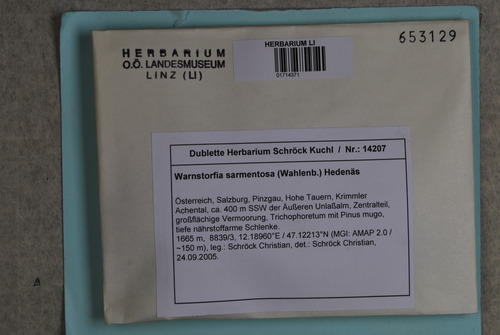 HERBARIUM
O.Ö. LANDESMUSEUM
LINZ (LI)
HERBARIUM LI
01714371
653129
Dublette Herbarium Schröck Kuchl / Nr.: 14207
Warnstorfia sarmentosa (Wahlenb.) Hedenäs
Österreich, Salzburg, Pinzgau, Hohe Tauern, Krimmler
Achental, ca. 400 m SSW der Äußeren Unlaßalm, Zentralteil,
großflächige Vermoorung, Trichophoretum mit Pinus mugo,
tiefe nährstoffarme Schlenke.
1665 m, 8839/3, 12.18960°E / 47.12213°N (MGI: AMAP 2.0 /
~150 m), leg.: Schröck Christian, det.: Schröck Christian,
24.09.2005.